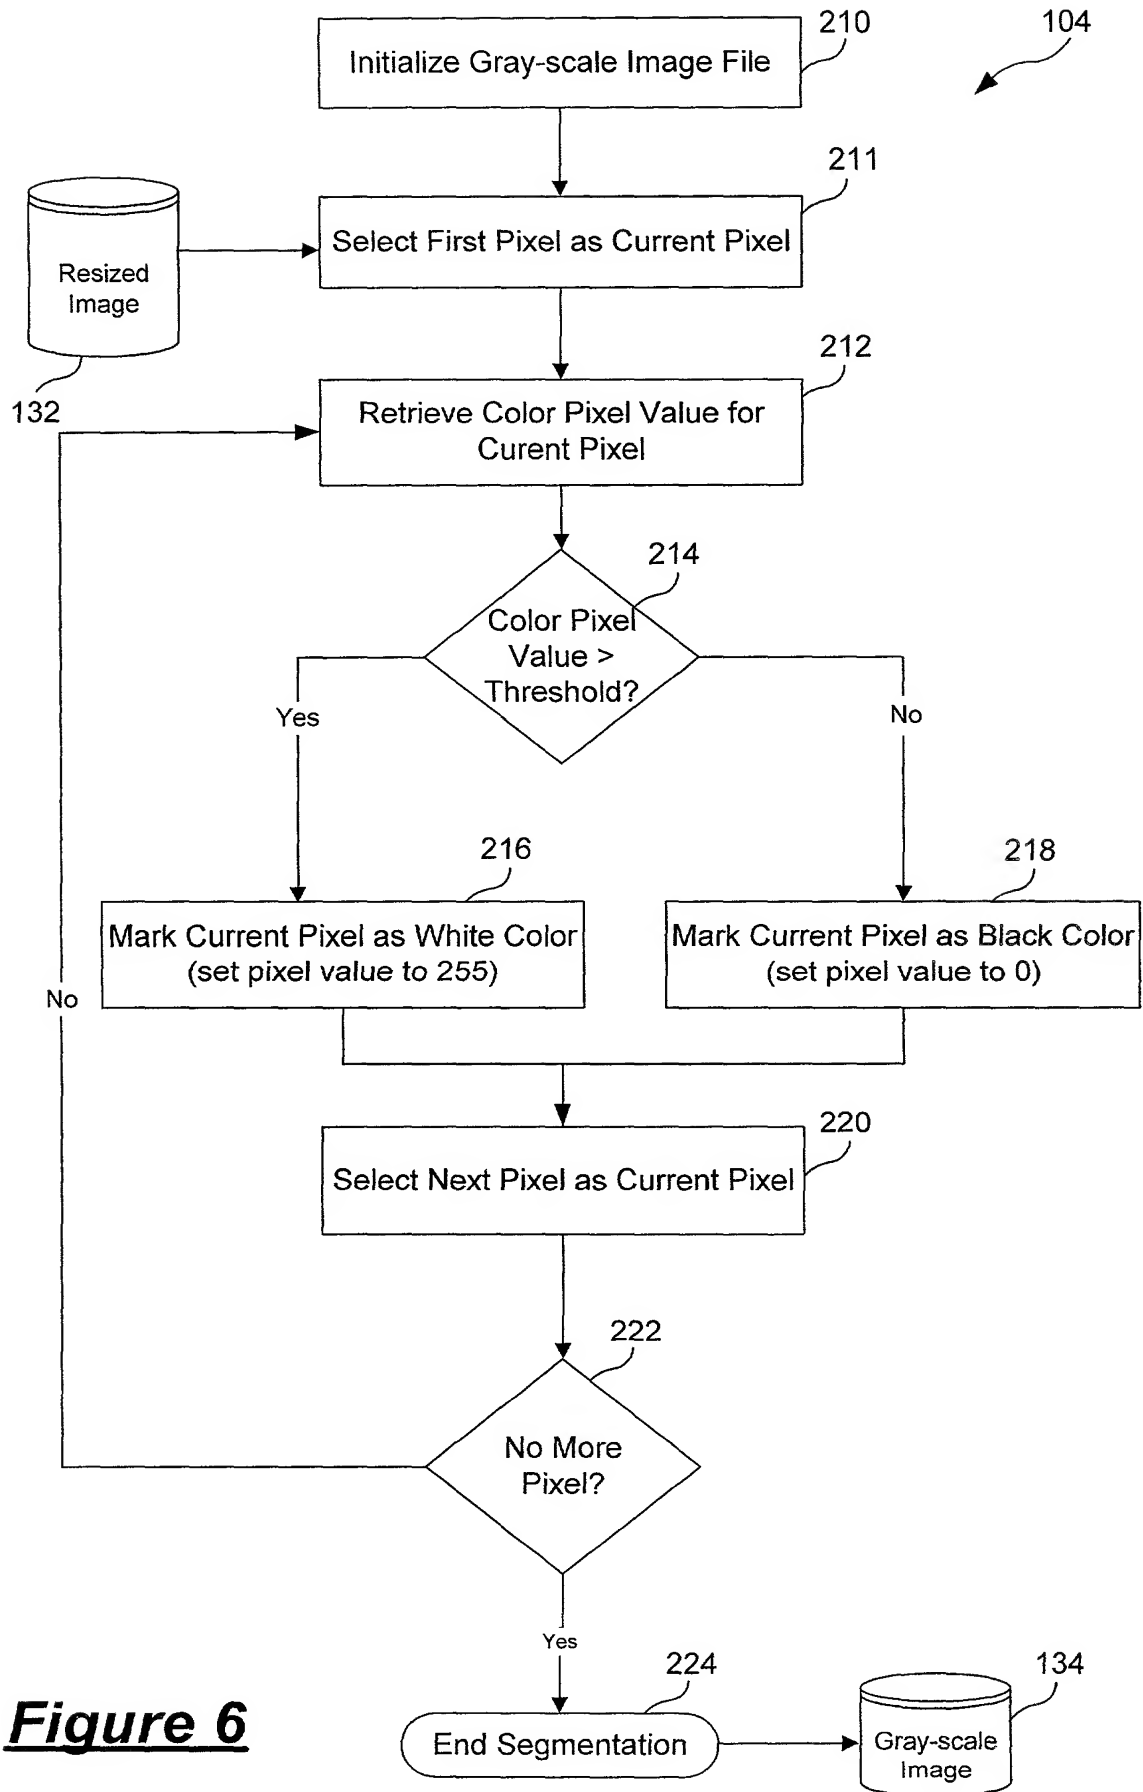 210
104
Initialize Gray-scale Image File
211
Select First Pixel as Current Pixel
Resized
Image
132
212
Retrieve Color Pixel Value for
Curent Pixel
214
Color Pixel
Value >
Threshold?
Yes
No
216
218
Mark Current Pixel as White Color
(set pixel value to 255)
Mark Current Pixel as Black Color
(set pixel value to 0)
No
220
Select Next Pixel as Current Pixel
222
No More
Pixel?
Yes
224
134
End Segmentation
Gray-scale
Image
Figure 6